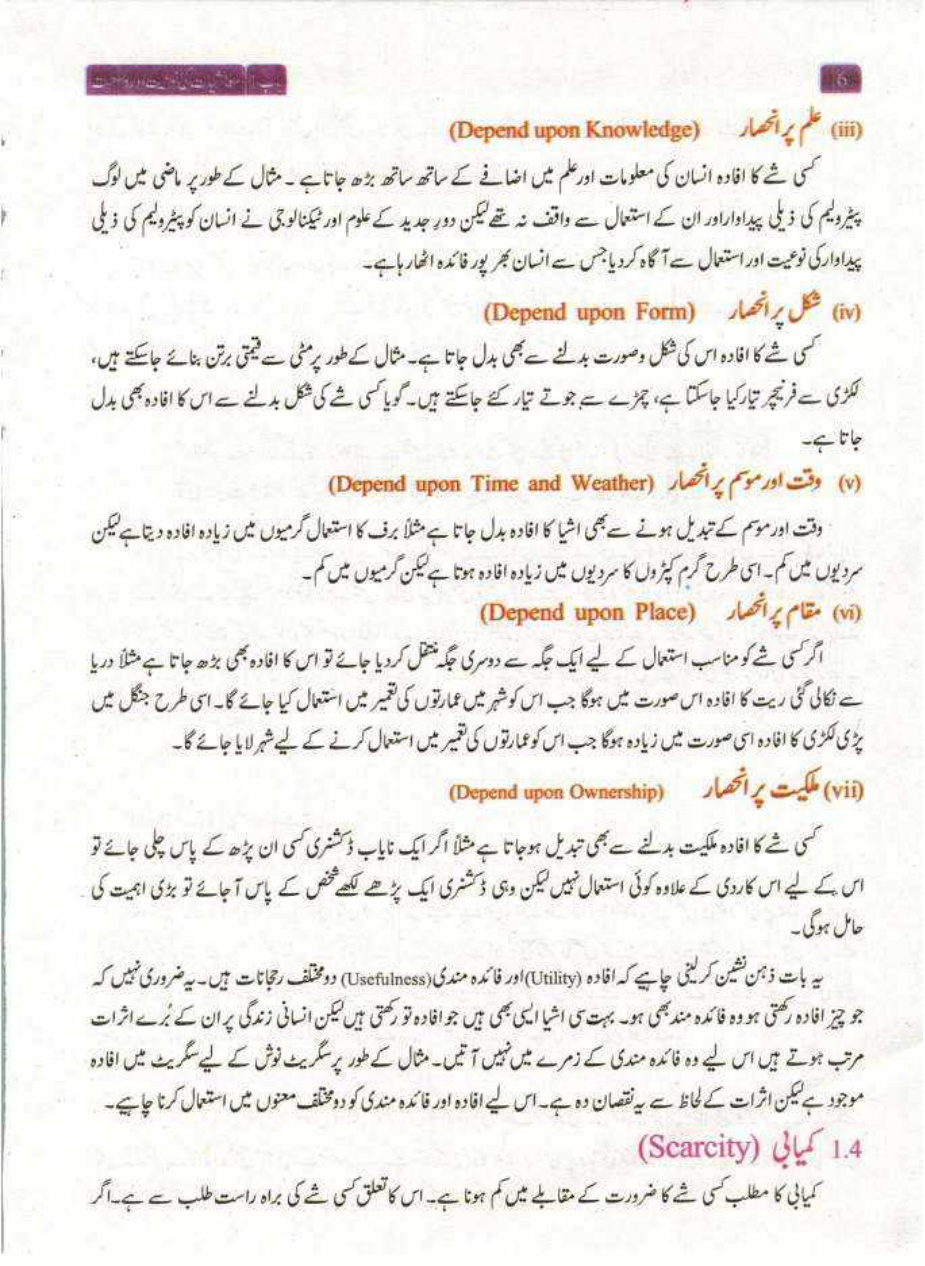 6
باب 1 معاشیات کی نوعیت اور وسعت
(iii) علم پر انحصار (Depend upon Knowledge)
کسی شے کا افادہ انسان کی معلومات اور علم میں اضافے کے ساتھ ساتھ بڑھ جاتا ہے ۔ مثال کے طور پر ماضی میں لوگ
پیٹرولیم کی ذیلی پیداوار اور ان کے استعمال سے واقف نہ تھے لیکن دورِ جدید کے علوم اور ٹیکنالوجی نے انسان کو پیٹرولیم کی ذیلی
پیداوار کی نوعیت اور استعمال سے آگاہ کردیا جس سے انسان بھر پور فائدہ اٹھا رہا ہے۔
(iv) شکل پر انحصار (Depend upon Form)
کسی شے کا افادہ اس کی شکل وصورت بدلنے سے بھی بدل جاتا ہے۔ مثال کے طور پر مٹی سے قیمتی برتن بنائے جاسکتے ہیں،
لکڑی سے فرنیچر تیار کیا جاسکتا ہے، چمڑے سے جوتے تیار کئے جاسکتے ہیں۔ گویا کسی شے کی شکل بدلنے سے اس کا افادہ بھی بدل
جاتا ہے۔
(v) وقت اور موسم پر انحصار (Depend upon Time and Weather)
وقت اور موسم کے تبدیل ہونے سے بھی اشیا کا افادہ بدل جاتا ہے مثلاً برف کا استعمال گرمیوں میں زیادہ افادہ دیتا ہے لیکن
سردیوں میں کم۔ اسی طرح گرم کپڑوں کا سردیوں میں زیادہ افادہ ہوتا ہے لیکن گرمیوں میں کم۔
(vi) مقام پر انحصار (Depend upon Place)
اگر کسی شے کو مناسب استعمال کے لیے ایک جگہ سے دوسری جگہ منتقل کردیا جائے تو اس کا افادہ بھی بڑھ جاتا ہے مثلاً دریا
سے نکالی گئی ریت کا افادہ اس صورت میں ہوگا جب اس کو شہر میں عمارتوں کی تعمیر میں استعمال کیا جائے گا۔ اسی طرح جنگل میں
پڑی لکڑی کا افادہ اسی صورت میں زیادہ ہوگا جب اس کو عمارتوں کی تعمیر میں استعمال کرنے کے لیے شہر لایا جائے گا۔
(vii) ملکیت پر انحصار (Depend upon Ownership)
کسی شے کا افادہ ملکیت بدلنے سے بھی تبدیل ہوجاتا ہے مثلاً اگر ایک نایاب ڈکشنری کسی ان پڑھ کے پاس چلی جائے تو
اس کے لیے اس کا ردی کے علاوہ کوئی استعمال نہیں لیکن وہی ڈکشنری ایک پڑھے لکھے شخص کے پاس آجائے تو بڑی اہمیت کی
حامل ہوگی۔
یہ بات ذہن نشین کرلینی چاہیے کہ افادہ (Utility) اور فائدہ مندی (Usefulness) دو مختلف رجحانات ہیں۔ یہ ضروری نہیں کہ
جو چیز افادہ رکھتی ہو وہ فائدہ مند بھی ہو۔ بہت سی اشیا ایسی بھی ہیں جو افادہ تو رکھتی ہیں لیکن انسانی زندگی پر ان کے بُرے اثرات
مرتب ہوتے ہیں اس لیے وہ فائدہ مندی کے زمرے میں نہیں آتیں۔ مثال کے طور پر سگریٹ نوش کے لیے سگریٹ میں افادہ
موجود ہے لیکن اثرات کے لحاظ سے یہ نقصان دہ ہے۔ اس لیے افادہ اور فائدہ مندی کو دو مختلف معنوں میں استعمال کرنا چاہیے۔
1.4 کمیابی (Scarcity)
کمیابی کا مطلب کسی شے کا ضرورت کے مقابلے میں کم ہونا ہے۔ اس کا تعلق کسی شے کی براہ راست طلب سے ہے۔ اگر